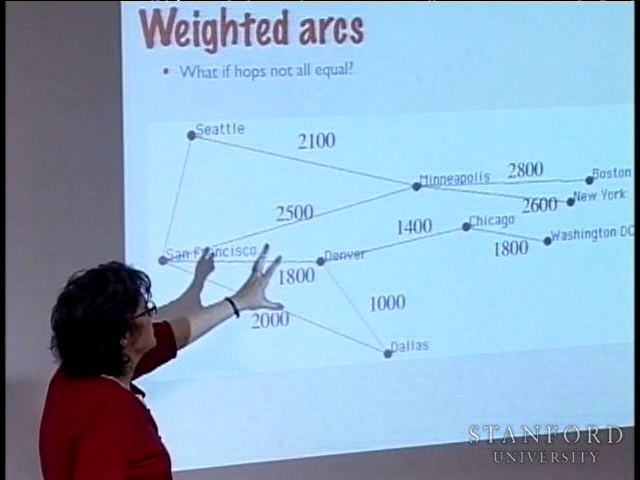 Weighted arcs
• What if hops not all equal?
Seattle
2100
Minneapolis
2800
Boston
2600
New York
2500
1400
Chicago
San Francisco
Denver
1800
Washington DC
1800
1000
2000
Dallas
STANFORD
UNIVERSITY